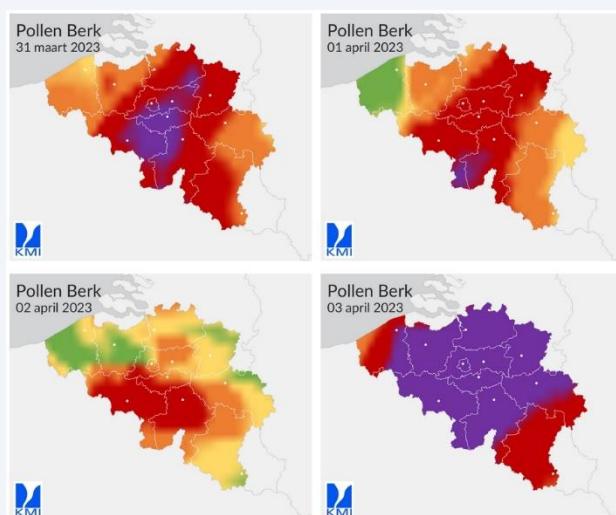 Pollen Berk
31 maart 2023
KMI
Pollen Berk
01 april 2023
KMI
Pollen Berk
02 april 2023
KMI
Pollen Berk
03 april 2023
KMI